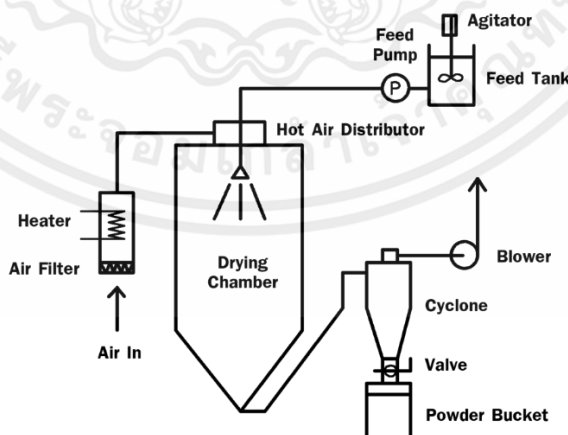 Agitator
Feed
Pump
P
Feed Tank
Hot Air Distributor
Heater
Air Filter
Air In
Drying
Chamber
Blower
Cyclone
Valve
Powder Bucket